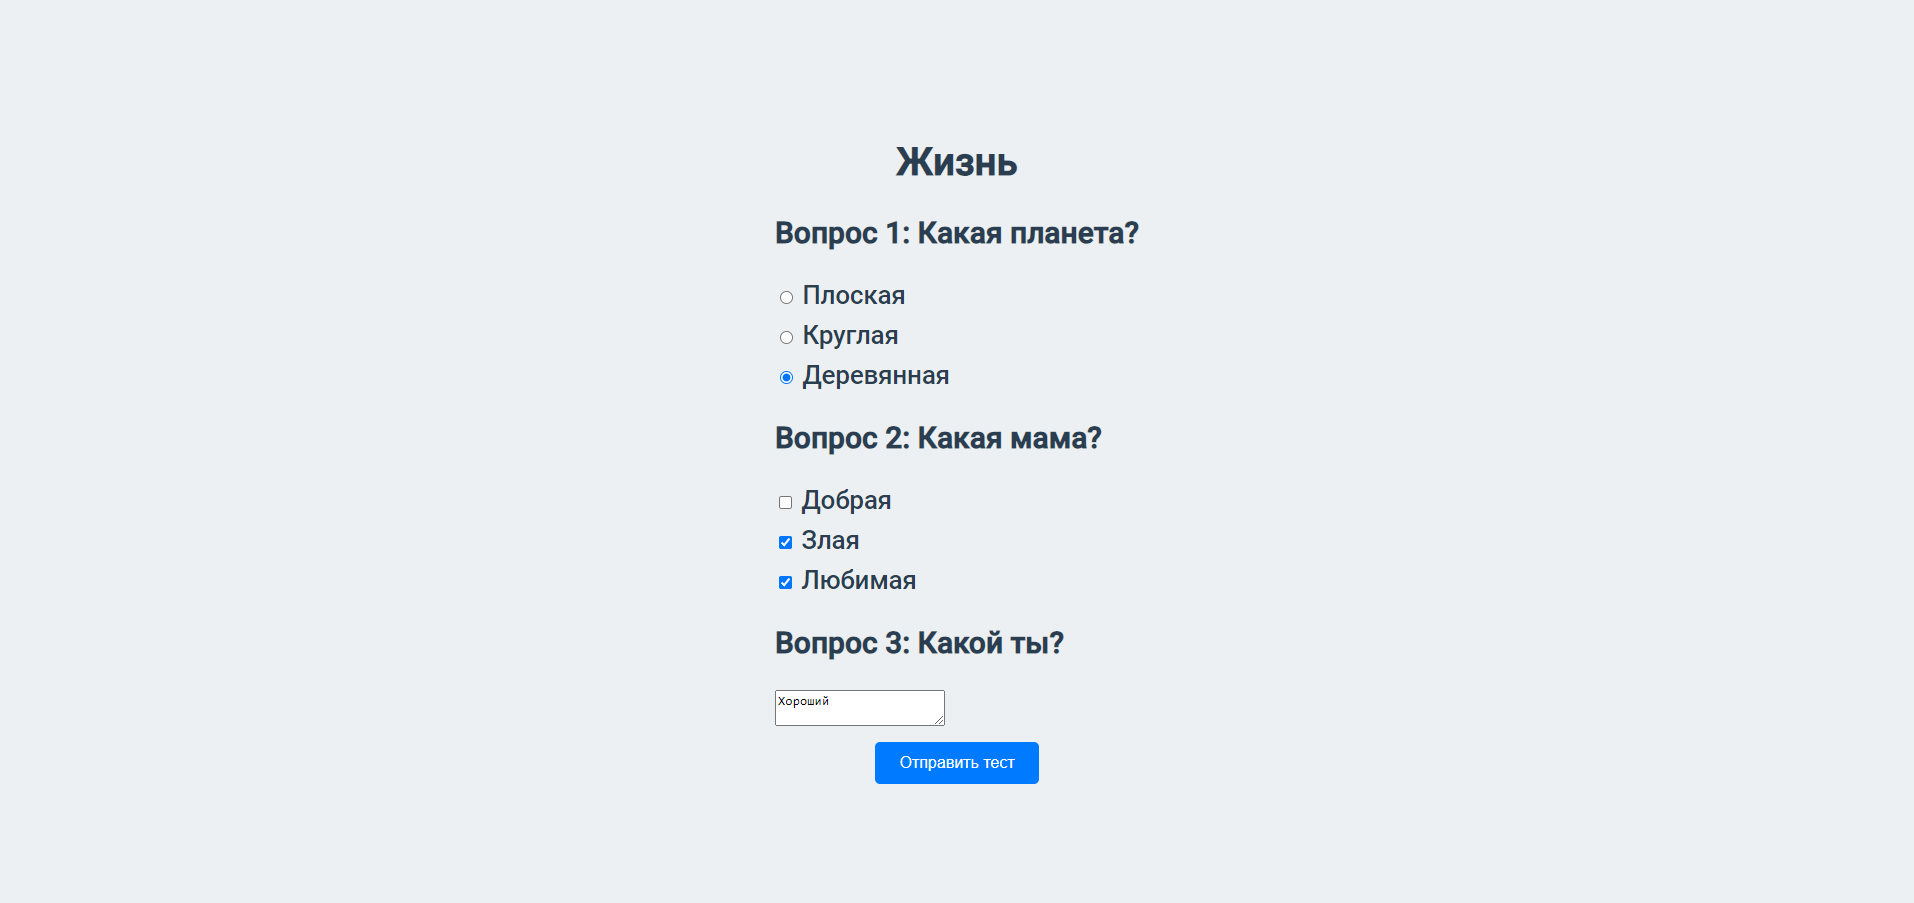 Жизнь
Вопрос 1: Какая планета?
Плоская
Круглая
Деревянная
Вопрос 2: Какая мама?
Добрая
Злая
Любимая
Вопрос 3: Какой ты?
Хороший
Отправить тест